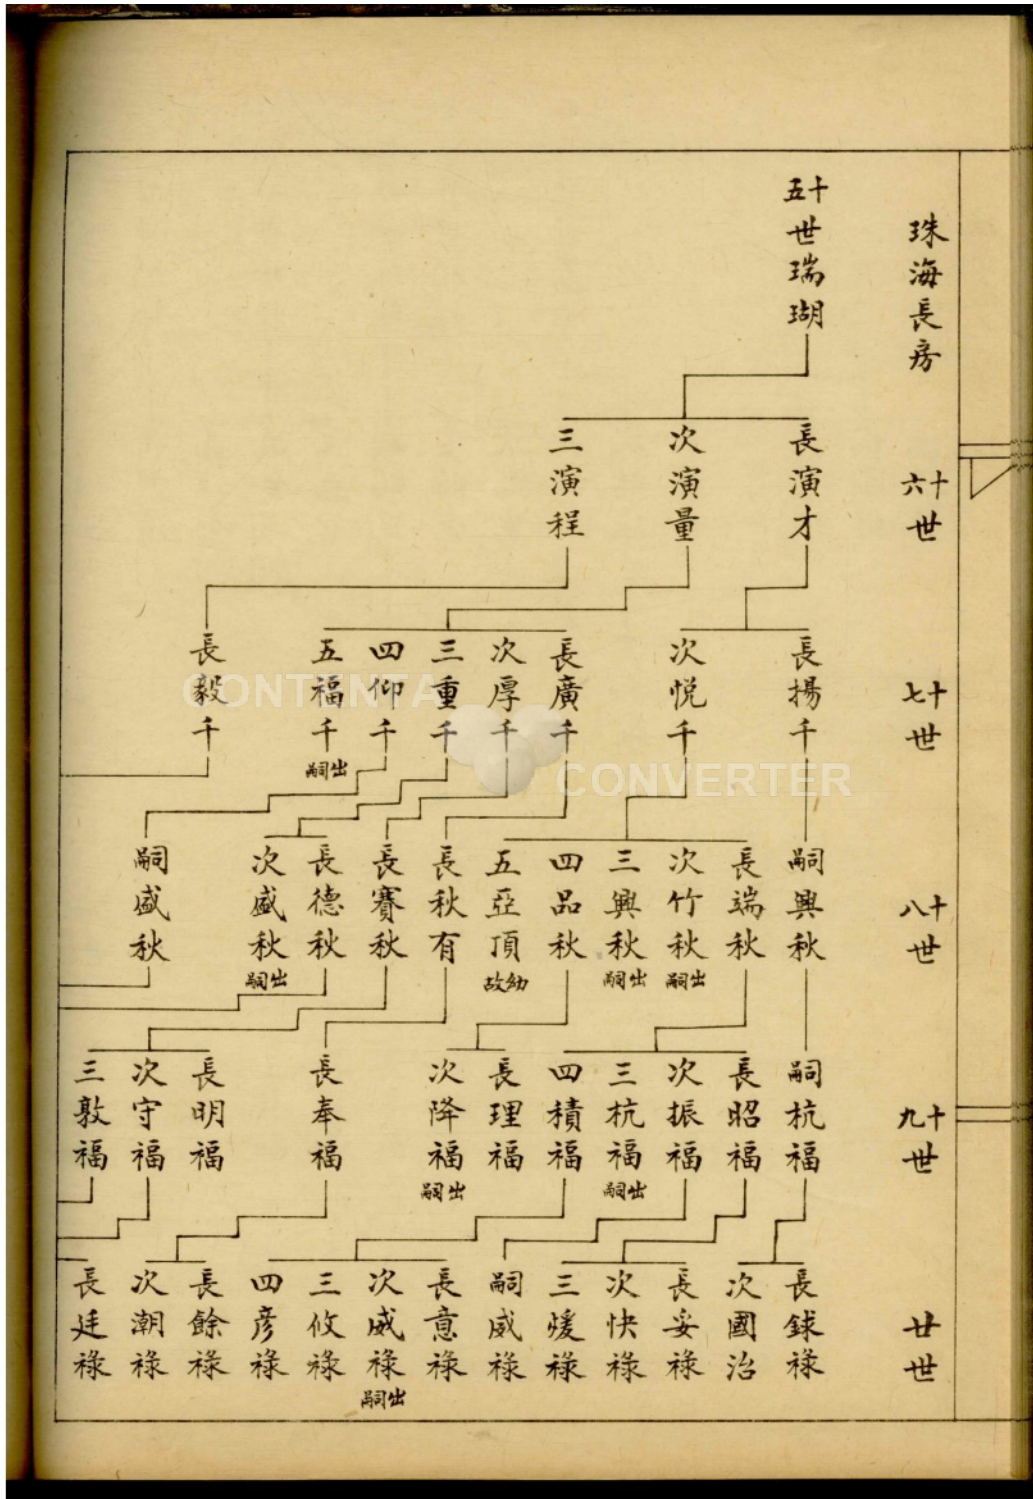 珠海長房
十五世瑞瑚
十六世
長演才
次演量
三演程
十七世
長揚千
次悅千
長廣千
次厚千
三重千
四仰千
五福千
出嗣
長毅千
十八世
嗣興秋
長端秋
次竹秋
出嗣
三興秋
出嗣
四品秋
五亞頂
幼故
長秋有
長賽秋
長德秋
次盛秋
出嗣
嗣盛秋
十九世
嗣杭福
長昭福
次振福
三杭福
出嗣
四積福
長理福
次降福
出嗣
長奉福
長明福
次守福
三敦福
廿世
長銶祿
次國治
長妥祿
次快祿
三煖祿
嗣威祿
長意祿
次威祿
出嗣
三攸祿
四彥祿
長餘祿
次潮祿
長廷祿
CONTENTA
CONVERTER